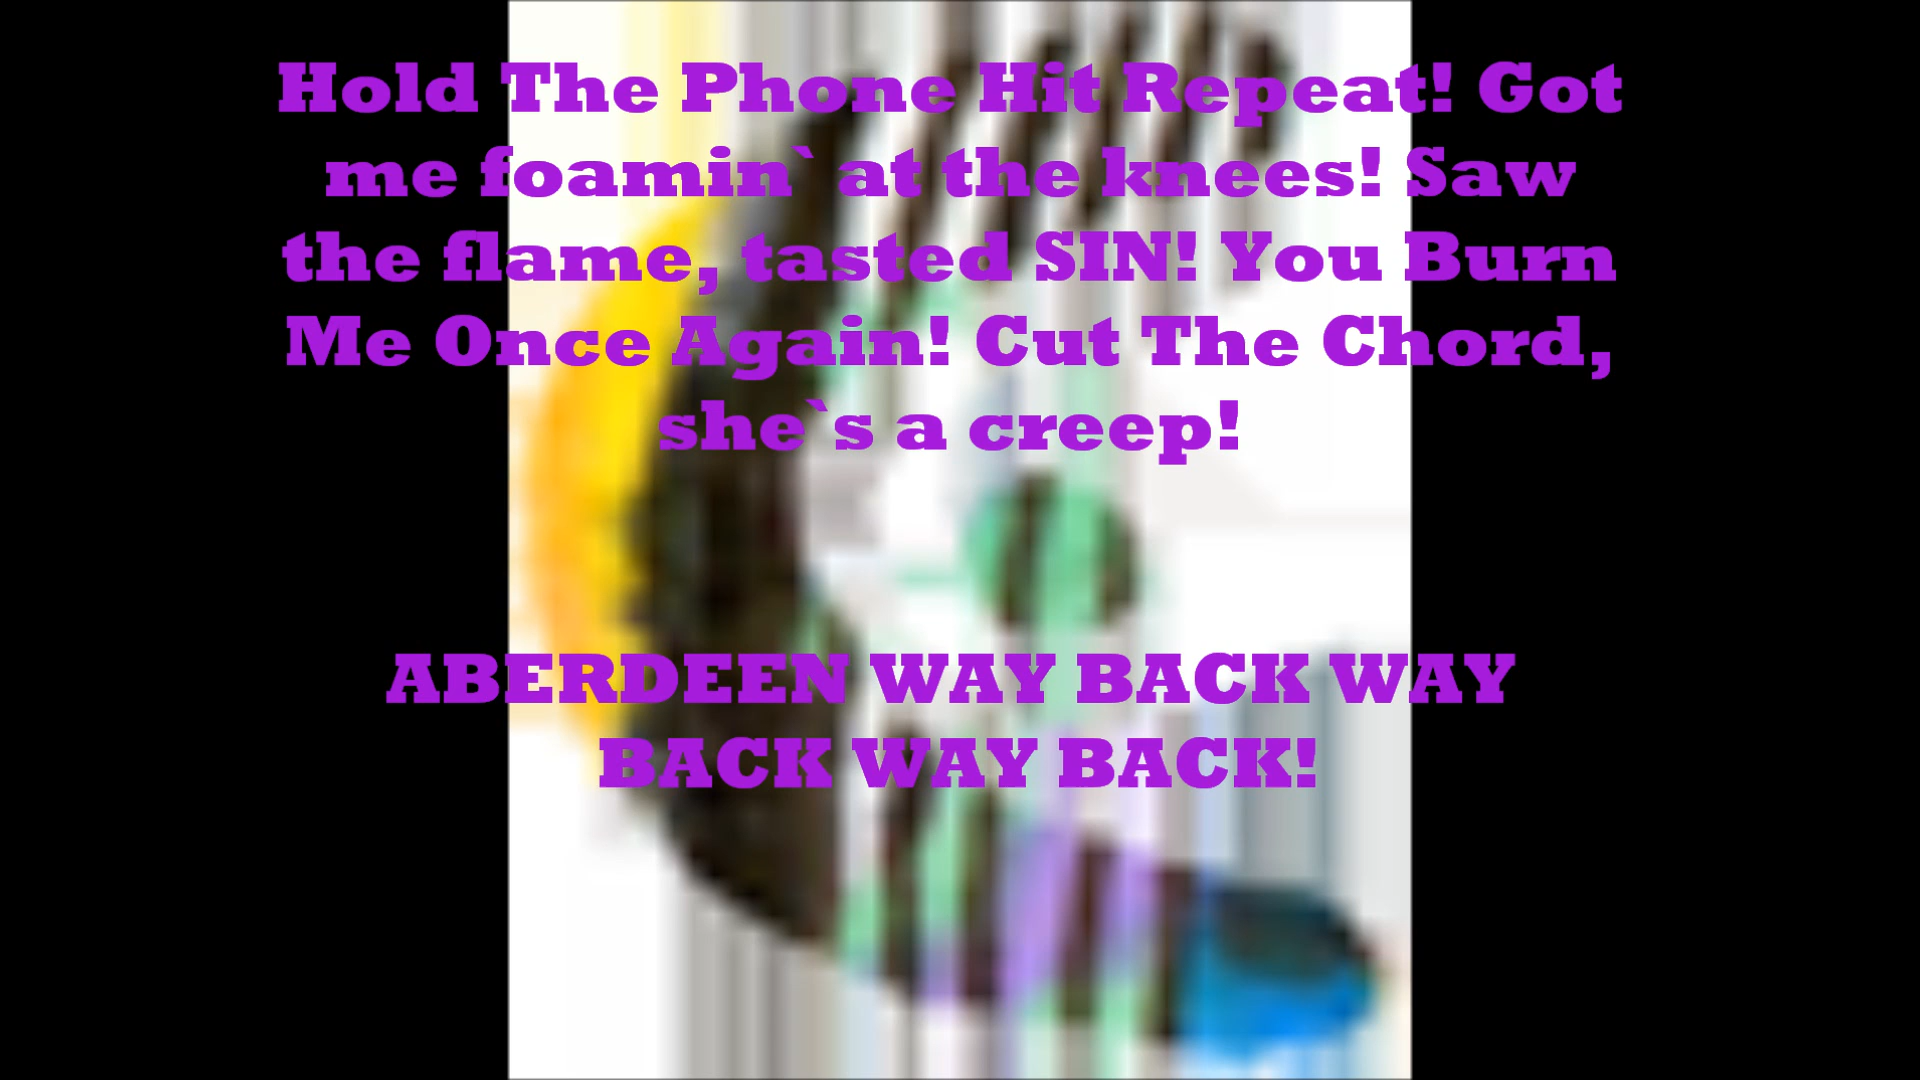 Hold The Phone Hit Repeat! Got
me foamin` at the knees! Saw
the flame, tasted SIN! You Burn
Me Once Again! Cut The Chord,
she`s a creep!
ABERDEEN WAY BACK WAY
BACK WAY BACK!